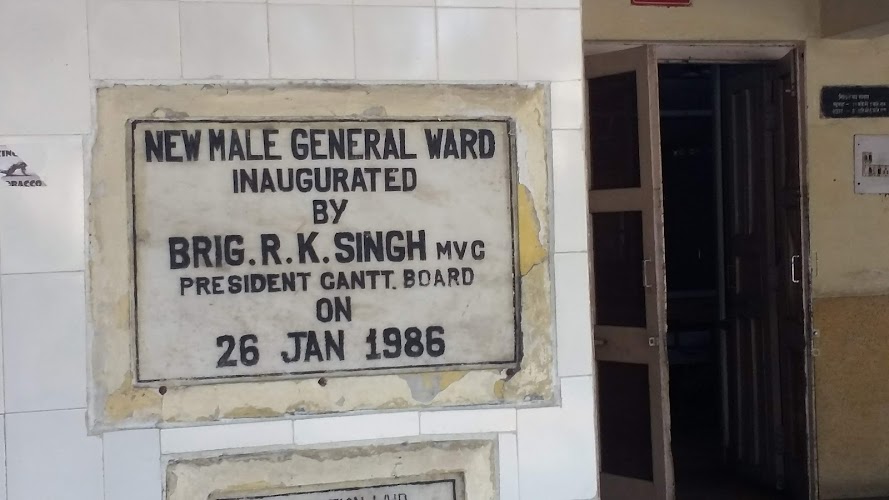 NEW MALE GENERAL WARD
INAUGURATED
BY
BRIG. R. K. SINGH MVC
PRESIDENT CANTT. BOARD
ON
26 JAN 1986